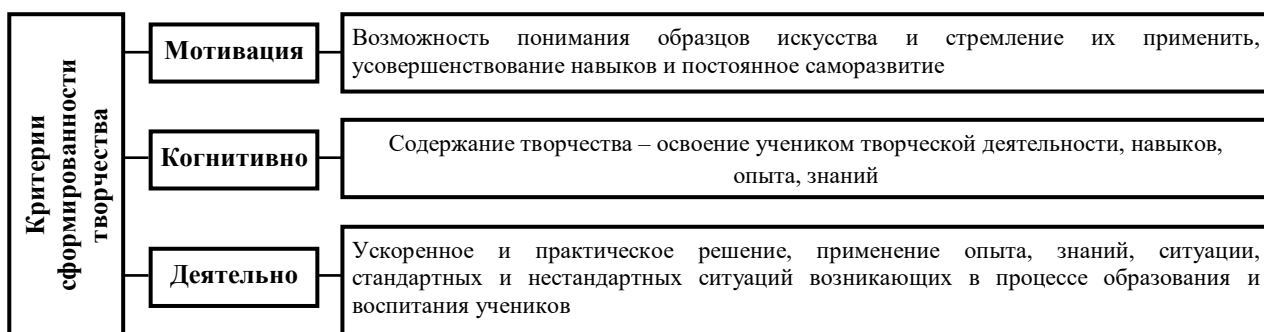 Критерии
сформированности
творчества
Мотивация
Возможность понимания образцов искусства и стремление их применить,
усовершенствование навыков и постоянное саморазвитие
Когнитивно
Содержание творчества – освоение учеником творческой деятельности, навыков,
опыта, знаний
Деятельно
Ускоренное и практическое решение, применение опыта, знаний, ситуации,
стандартных и нестандартных ситуаций возникающих в процессе образования и
воспитания учеников